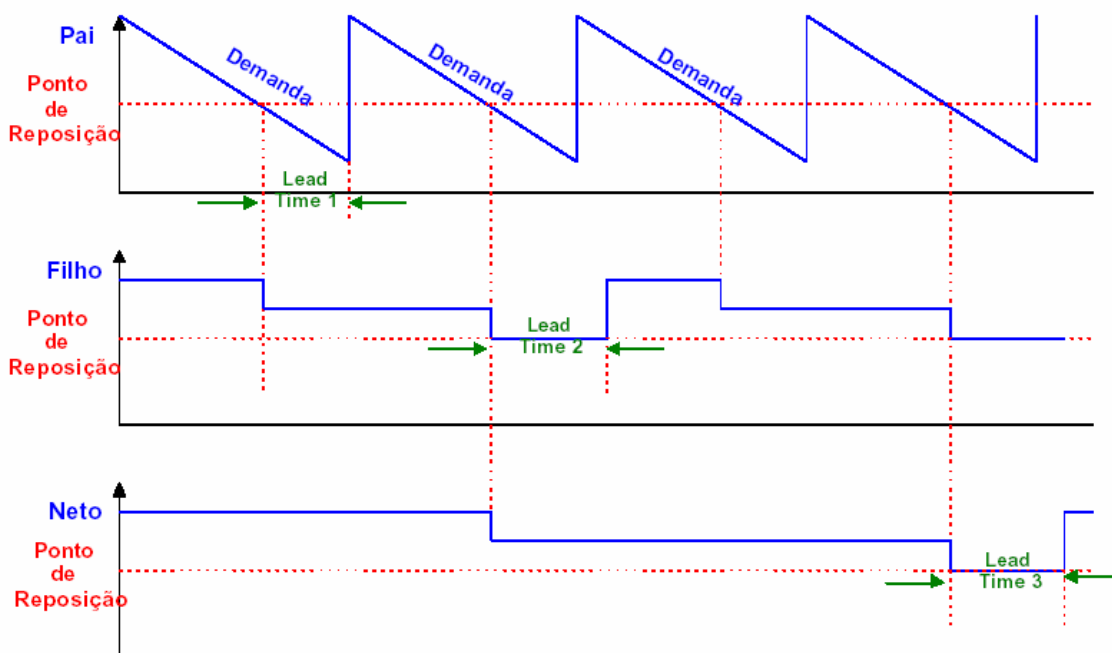 Pai
Demanda
Demanda
Demanda
Ponto
de
Reposição
Lead
Time 1
Filho
Ponto
de
Reposição
Lead
Time 2
Neto
Ponto
de
Reposição
Lead
Time 3